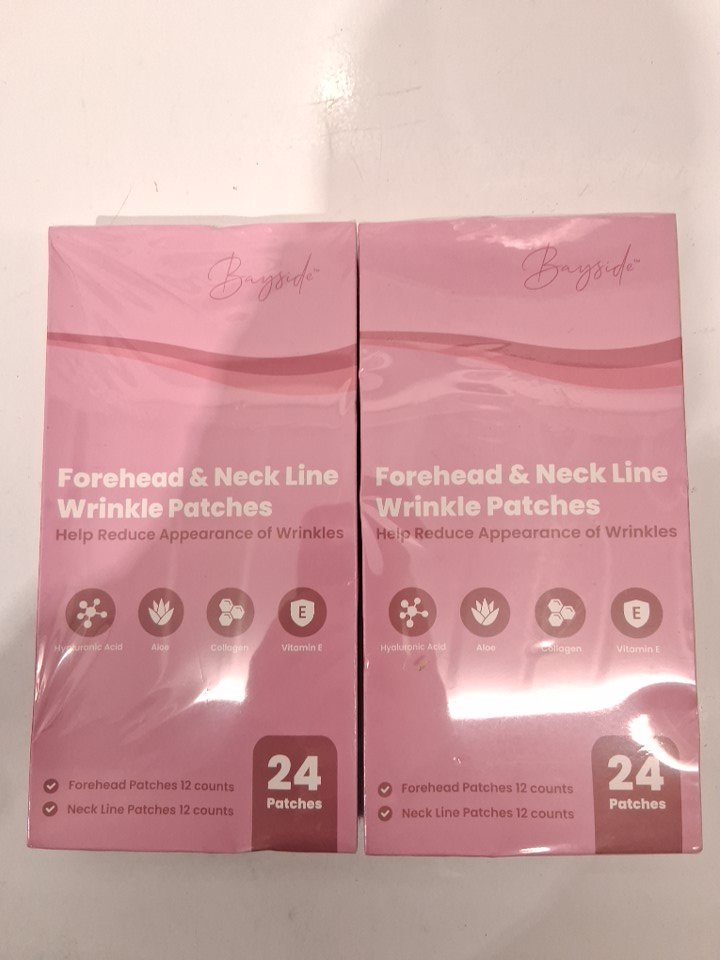 Bayside™
Forehead & Neck Line
Wrinkle Patches
Help Reduce Appearance of Wrinkles
Hyaluronic Acid
Aloe
Collagen
Vitamin E
E
Forehead Patches 12 counts
Neck Line Patches 12 counts
24
Patches
Bayside™
Forehead & Neck Line
Wrinkle Patches
Help Reduce Appearance of Wrinkles
Hyaluronic Acid
Aloe
Collagen
Vitamin E
E
Forehead Patches 12 counts
Neck Line Patches 12 counts
24
Patches